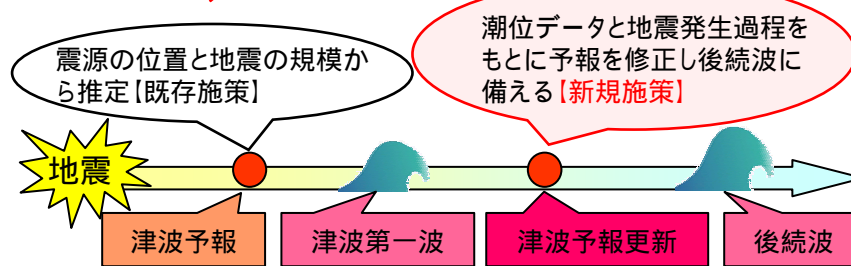 震源の位置と地震の規模か
ら推定【既存施策】
潮位データと地震発生過程を
もとに予報を修正し後続波に
備える【新規施策】
地震
津波予報
津波第一波
津波予報更新
後続波